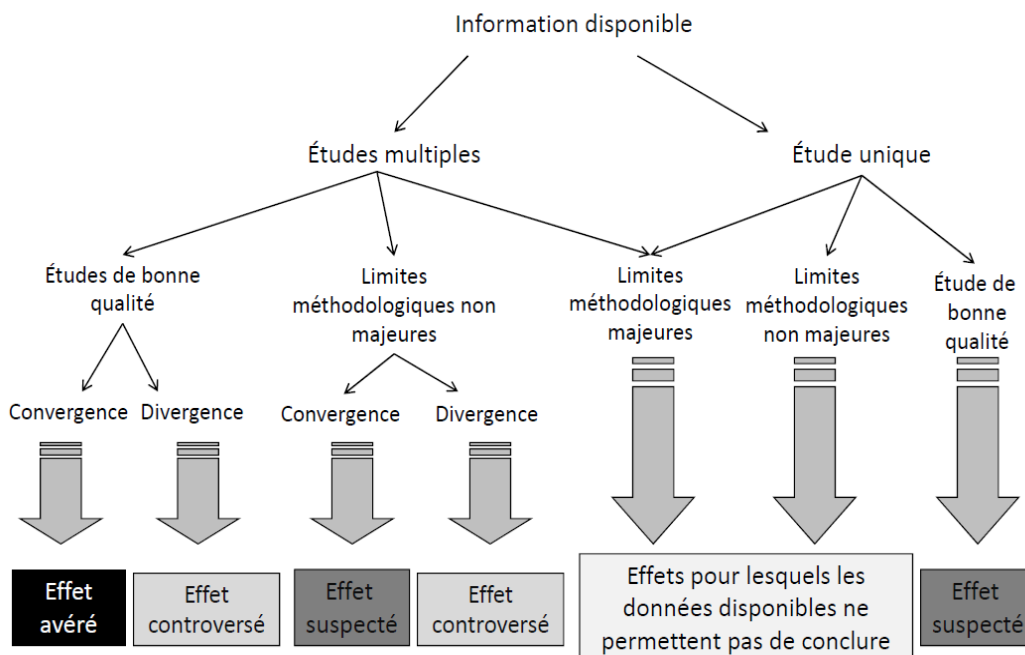 Information disponible
Études multiples
Étude unique
Études de bonne
qualité
Limites
méthodologiques non
majeures
Limites
méthodologiques
majeures
Limites
méthodologiques
non majeures
Étude de
bonne
qualité
Convergence
Divergence
Convergence
Divergence
Effet
avéré
Effet
controversé
Effet
suspecté
Effet
controversé
Effets pour lesquels les
données disponibles ne
permettent pas de conclure
Effet
suspecté